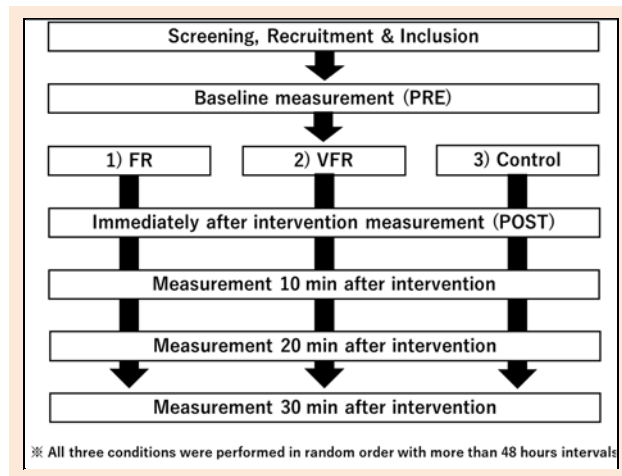 Screening, Recruitment & Inclusion
Baseline measurement (PRE)
1) FR
2) VFR
3) Control
Immediately after intervention measurement (POST)
Measurement 10 min after intervention
Measurement 20 min after intervention
Measurement 30 min after intervention
※ All three conditions were performed in random order with more than 48 hours intervals